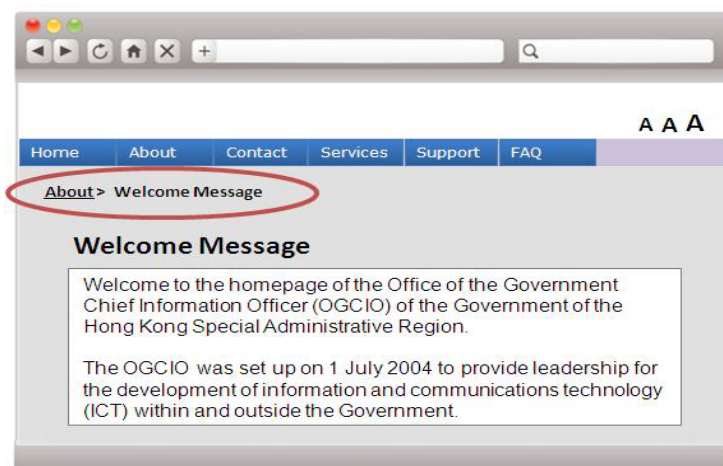 A A A
Home About Contact Services Support FAQ
About > Welcome Message
Welcome Message
Welcome to the homepage of the Office of the Government
Chief Information Officer (OGCIO) of the Government of the
Hong Kong Special Administrative Region.
The OGCIO was set up on 1 July 2004 to provide leadership for
the development of information and communications technology
(ICT) within and outside the Government.